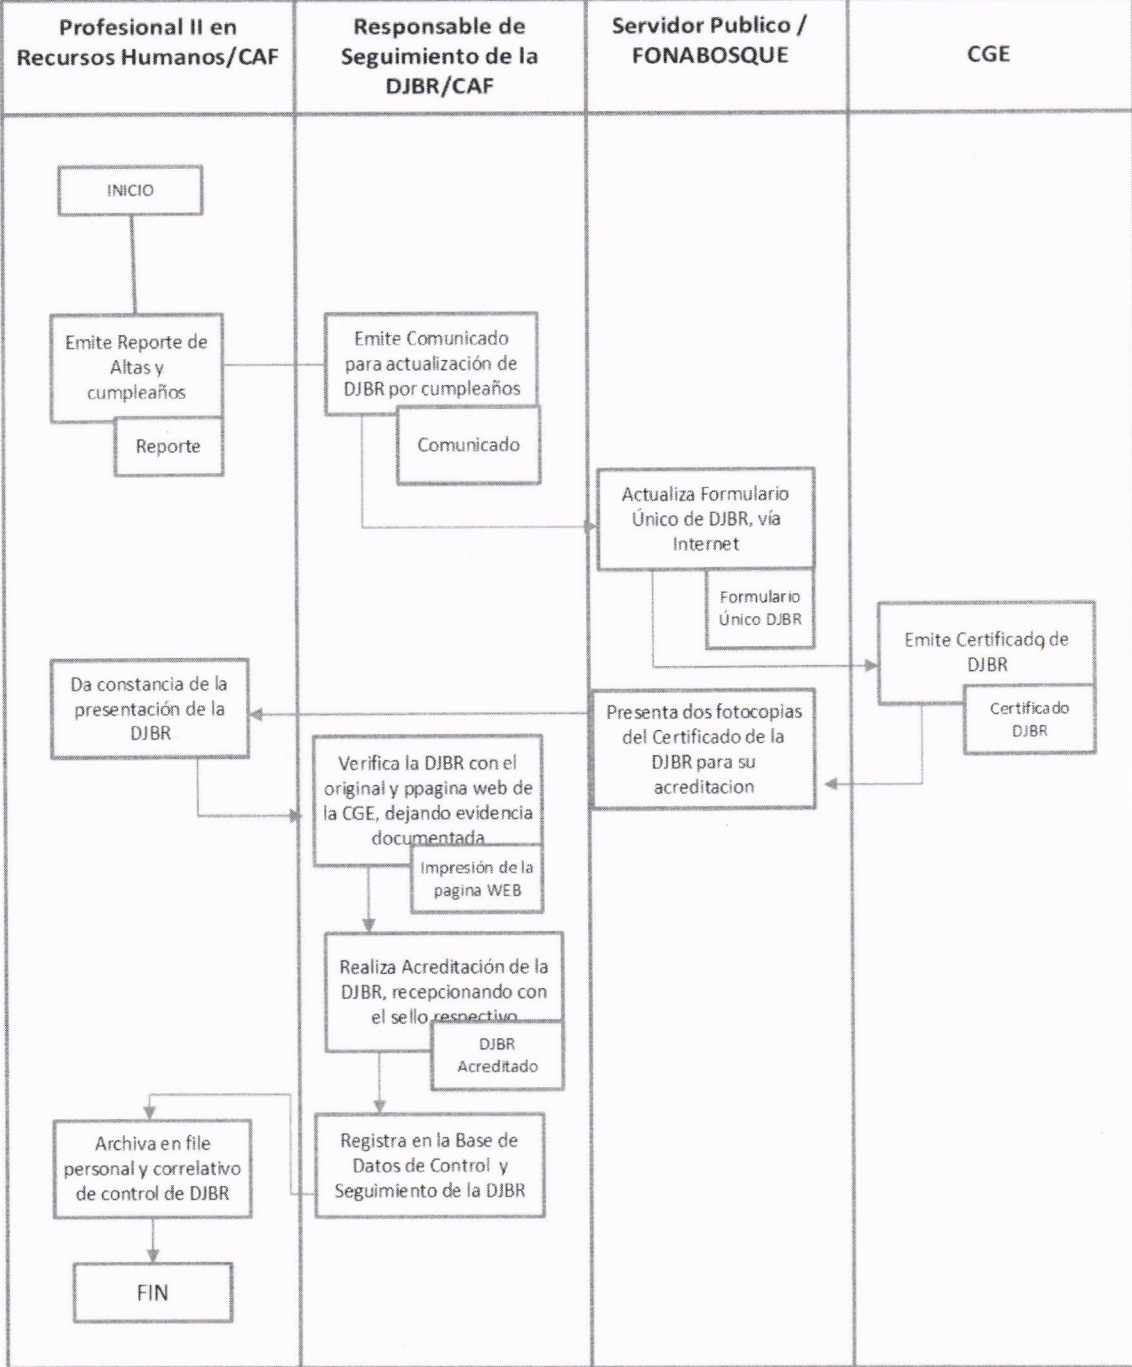 Profesional II en
Recursos Humanos/CAF
Responsable de
Seguimiento de la
DJBR/CAF
Servidor Publico /
FONABOSQUE
CGE
INICIO
Emite Reporte de
Altas y
cumpleaños
Reporte
Emite Comunicado
para actualización de
DJBR por cumpleaños
Comunicado
Actualiza Formulario
Único de DJBR, vía
Internet
Formulario
Único DJBR
Emite Certificado de
DJBR
Certificado
DJBR
Presenta dos fotocopias
del Certificado de la
DJBR para su
acreditacion
Da constancia de la
presentación de la
DJBR
Verifica la DJBR con el
original y ppagina web de
la CGE, dejando evidencia
documentada
Impresión de la
pagina WEB
Realiza Acreditación de la
DJBR, recepcionando con
el sello respectivo
DJBR
Acreditado
Registra en la Base de
Datos de Control y
Seguimiento de la DJBR
Archiva en file
personal y correlativo
de control de DJBR
FIN